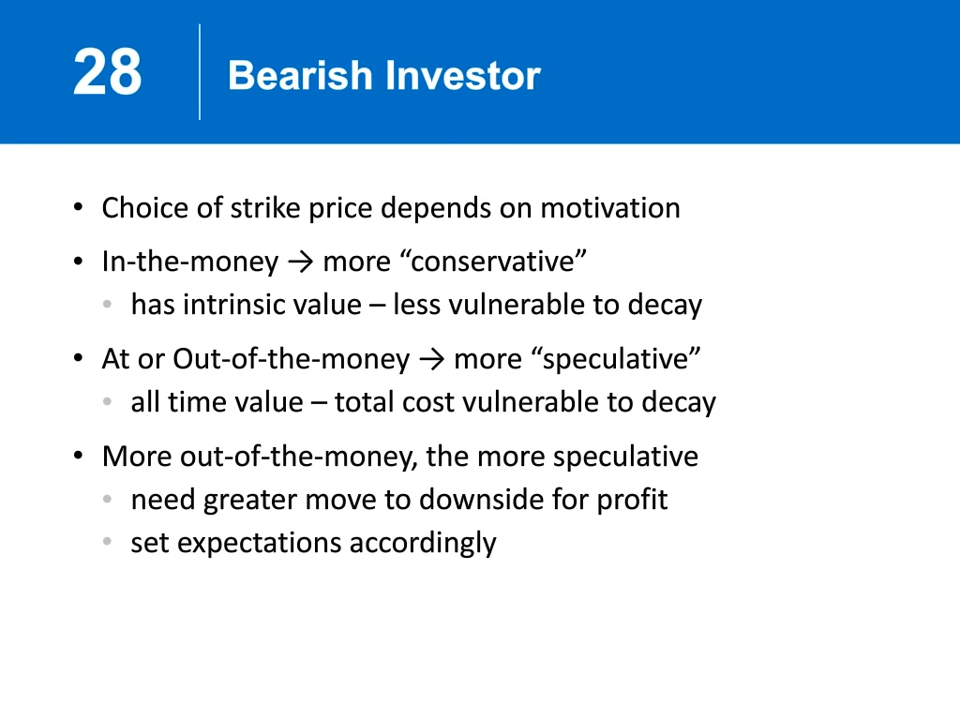 28
Bearish Investor
• Choice of strike price depends on motivation
• In-the-money → more “conservative”
• has intrinsic value – less vulnerable to decay
• At or Out-of-the-money → more “speculative”
• all time value – total cost vulnerable to decay
• More out-of-the-money, the more speculative
• need greater move to downside for profit
• set expectations accordingly